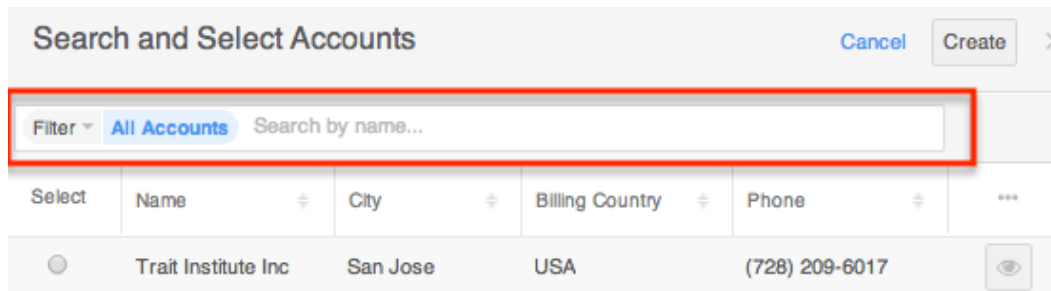 Search and Select Accounts Cancel Create
Filter All Accounts Search by name...
Select Name City Billing Country Phone
Trait Institute Inc San Jose USA (728) 209-6017